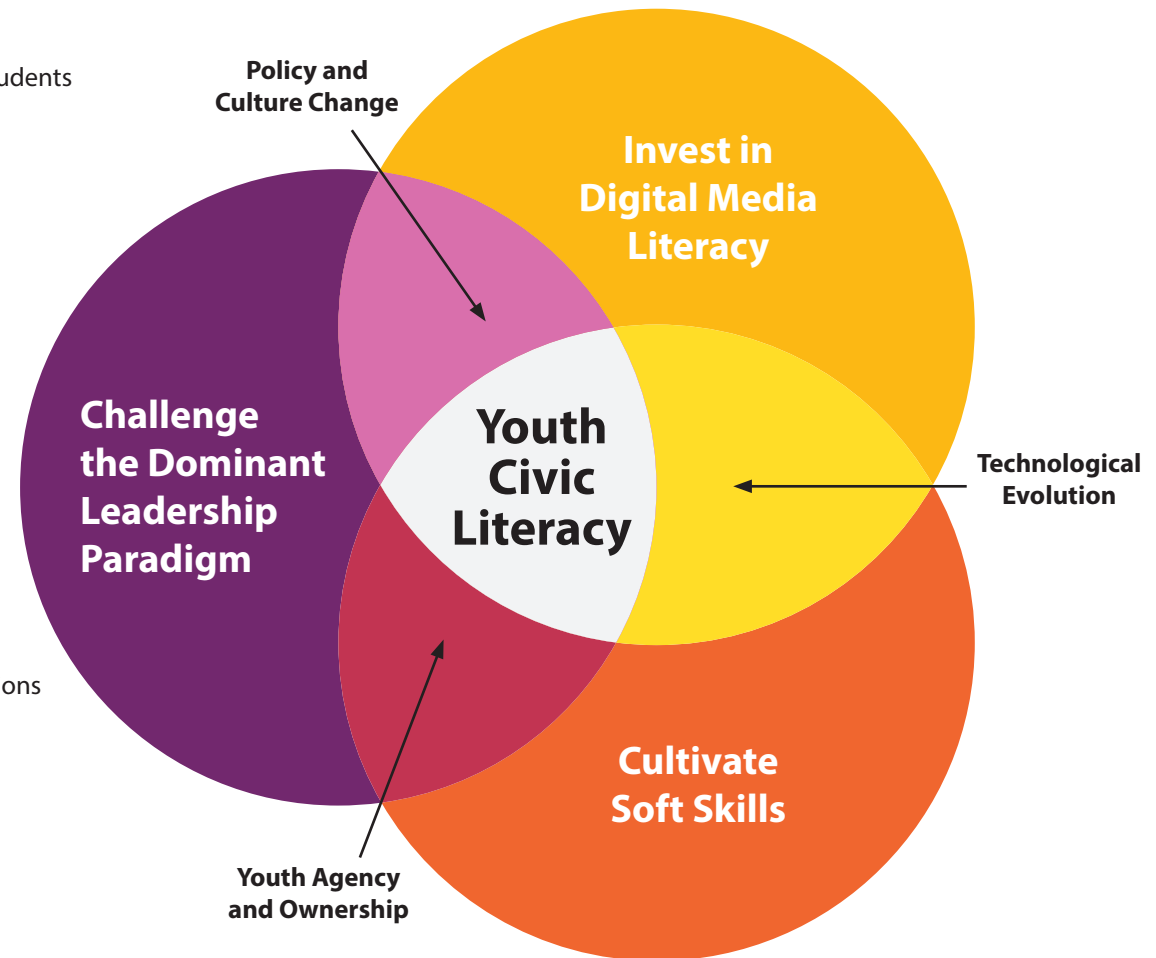 udents
Policy and
Culture Change
Invest in
Digital Media
Literacy
Challenge
the Dominant
Leadership
Paradigm
Youth
Civic
Literacy
Technological
Evolution
ons
Cultivate
Soft Skills
Youth Agency
and Ownership